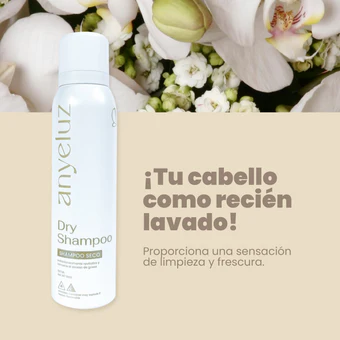 anyeluz
Dry
Shampoo
SHAMPOO SECO
¡Tu cabello
como recién
lavado!
Proporciona una sensación
de limpieza y frescura.